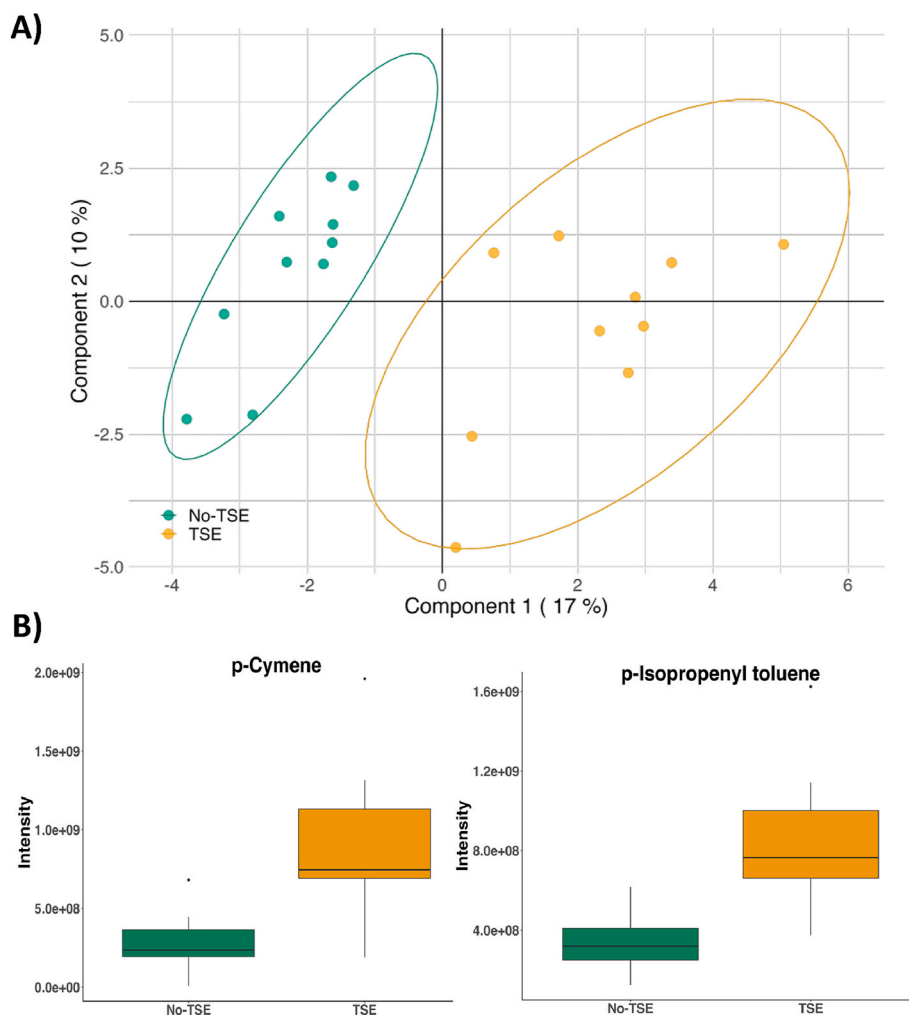 A)
5.0
2.5
0.0
-2.5
-5.0
Component 2 ( 10 %)
No-TSE
TSE
-4 -2 0 2 4 6
Component 1 ( 17 %)
B)
p-Cymene
2.0e+09
1.5e+09
1.0e+09
5.0e+08
0.0e+00
Intensity
No-TSE TSE
p-Isopropenyl toluene
1.6e+09
1.2e+09
8.0e+08
4.0e+08
Intensity
No-TSE TSE